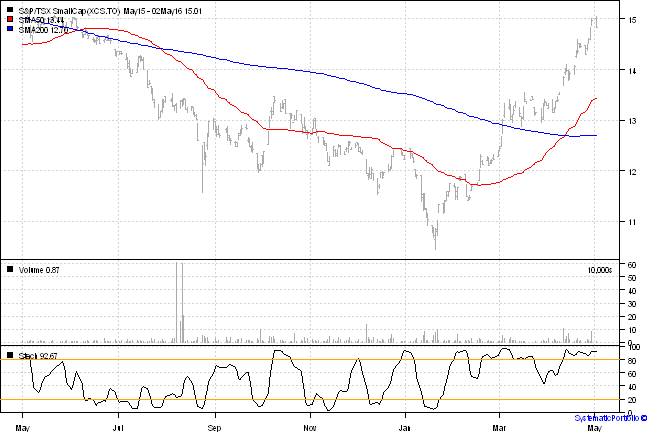 S&P/TSX SmallCap(XCS.TO) May15 - 02May16 15.01
SMA50 13.44
SMA200 12.70
15
14
13
12
11
Volume 0.87
10,000s
60
50
40
30
20
10
0
Stoch 92.67
100
80
60
40
20
0
May Jul Sep Nov Jan Mar May
SystematicPortfolio ©